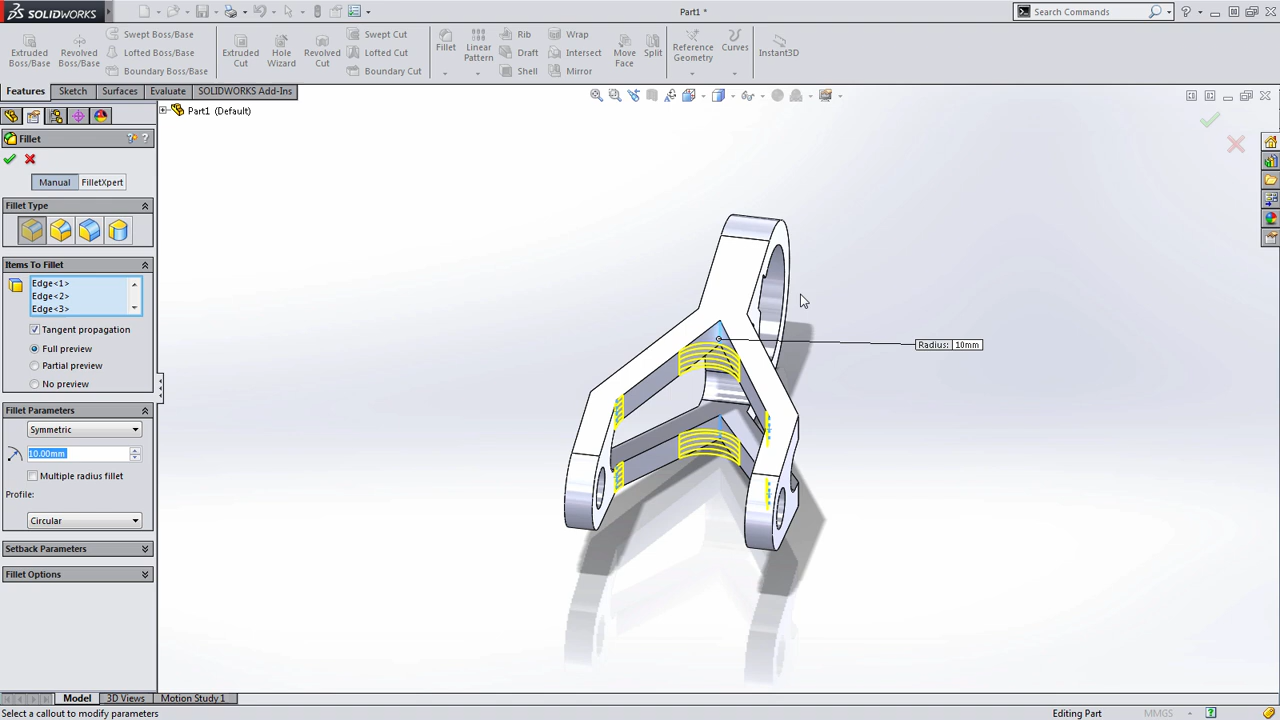 SOLIDWORKS
Part1 *
Search Commands
Extruded Boss/Base
Revolved Boss/Base
Swept Boss/Base
Lofted Boss/Base
Boundary Boss/Base
Extruded Cut
Hole Wizard
Revolved Cut
Swept Cut
Lofted Cut
Boundary Cut
Fillet
Linear Pattern
Rib
Draft
Shell
Wrap
Intersect
Mirror
Move Face
Split
Reference Geometry
Curves
Instant3D
Features
Sketch
Surfaces
Evaluate
SOLIDWORKS Add-Ins
Part1 (Default)
Fillet
Manual
FilletXpert
Fillet Type
Items To Fillet
Edge<1>
Edge<2>
Edge<3>
Tangent propagation
Full preview
Partial preview
No preview
Fillet Parameters
Symmetric
10.00mm
Multiple radius fillet
Profile:
Circular
Setback Parameters
Fillet Options
Radius: 10mm
Model
3D Views
Motion Study 1
Select a callout to modify parameters
Editing Part
MMGS